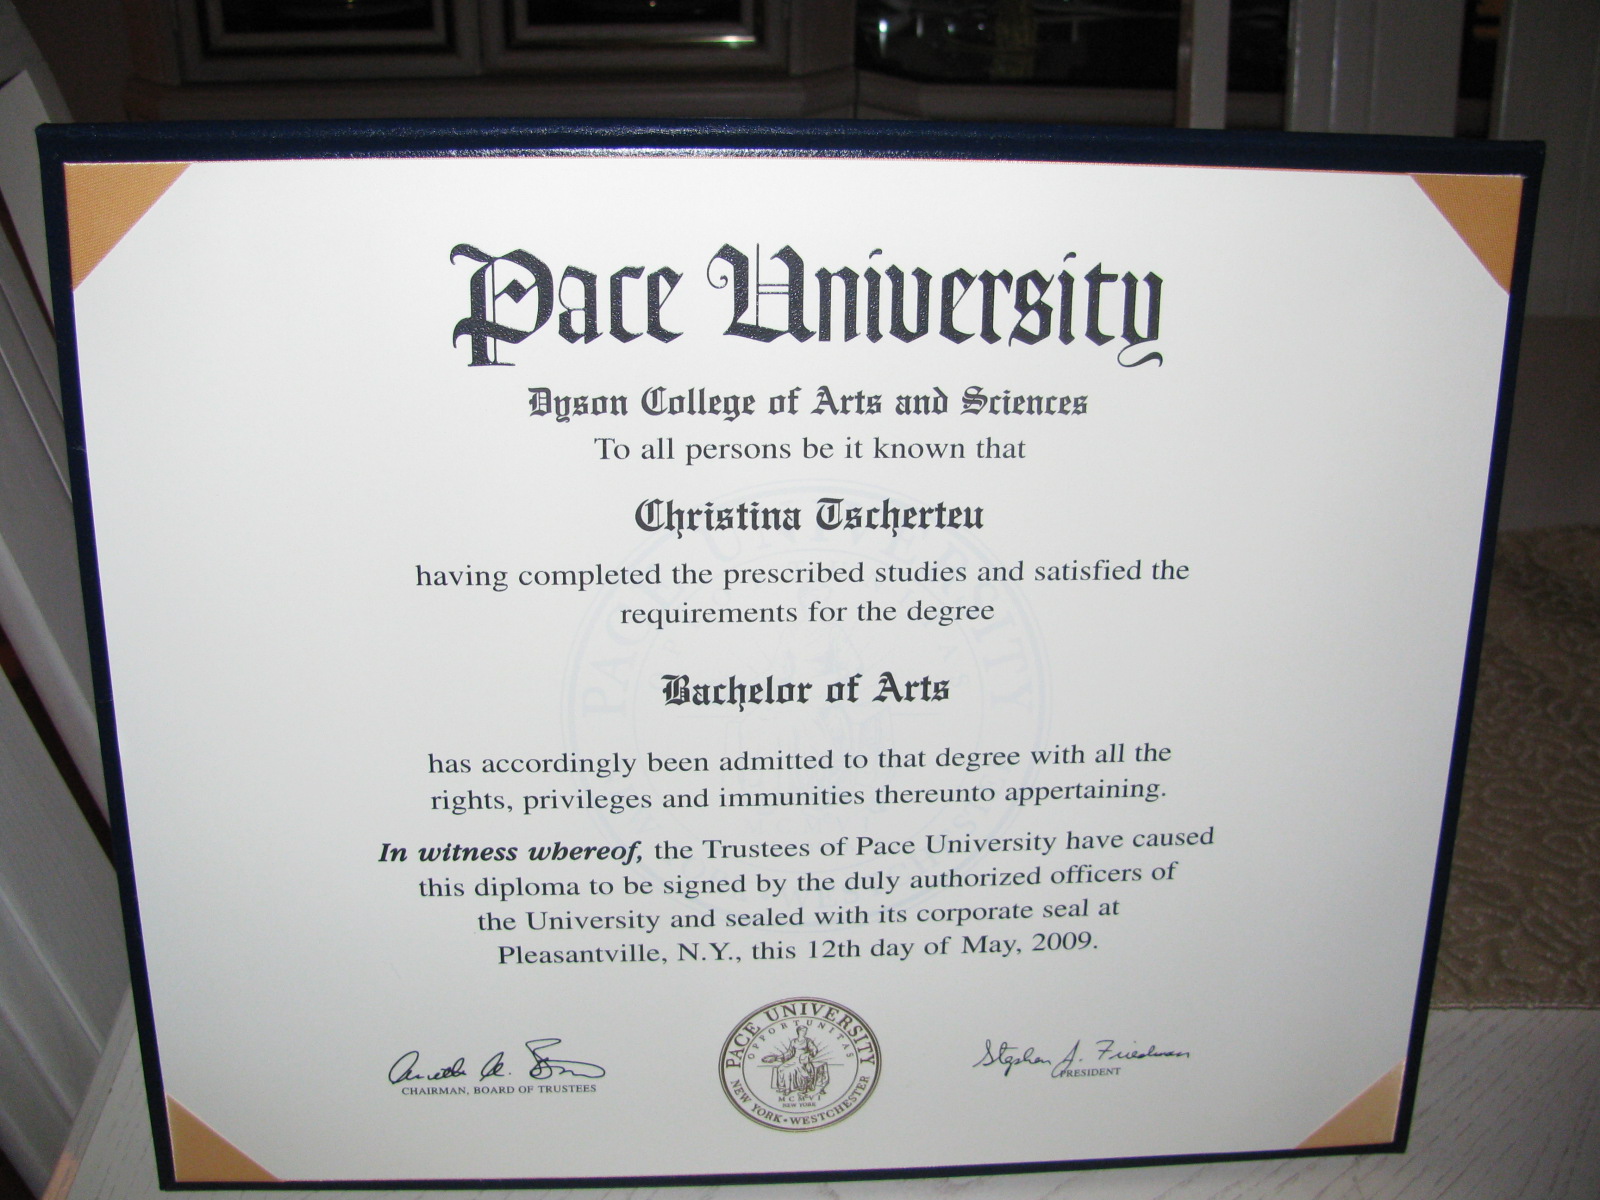 Pace University
Dyson College of Arts and Sciences
To all persons be it known that
Christina Tscherteu
having completed the prescribed studies and satisfied the
requirements for the degree
Bachelor of Arts
has accordingly been admitted to that degree with all the
rights, privileges and immunities thereunto appertaining.
In witness whereof, the Trustees of Pace University have caused
this diploma to be signed by the duly authorized officers of
the University and sealed with its corporate seal at
Pleasantville, N.Y., this 12th day of May, 2009.
CHAIRMAN, BOARD OF TRUSTEES
PACE UNIVERSITY
OPPORTUNITAS
MCMVI
NEW YORK
NEW YORK • WESTCHESTER
Stephen J. Friedman
PRESIDENT